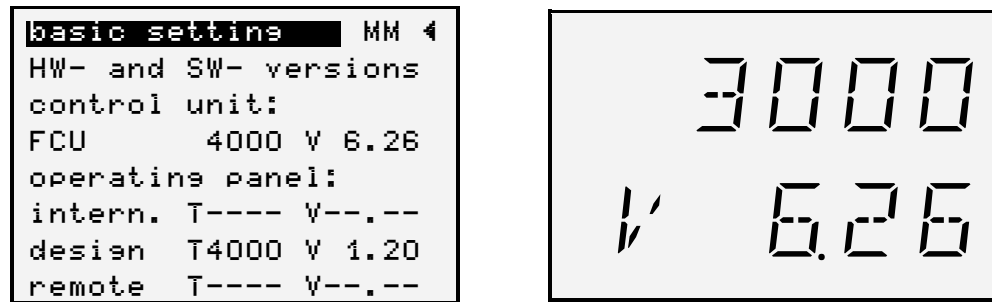 basic setting MM
HW- and SW- versions
control unit:
FCU 4000 V 6.26
operating panel:
intern. T---- V--.--
design T4000 V 1.20
remote T---- V--.--
3000
V 6.26